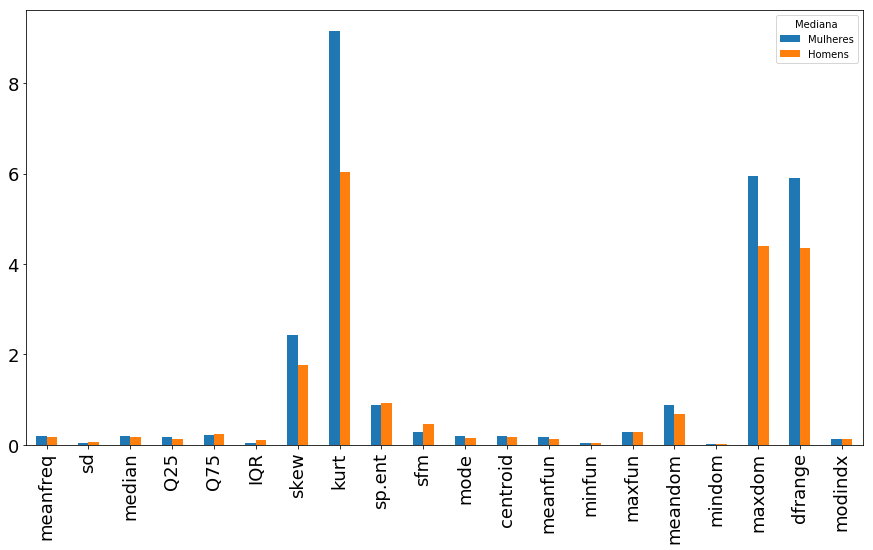 Mediana
Mulheres
Homens
8
6
4
2
0
meanfreq
sd
median
Q25
Q75
IQR
skew
kurt
sp.ent
sfm
mode
centroid
meanfun
minfun
maxfun
meandom
mindom
maxdom
dfrange
modindx